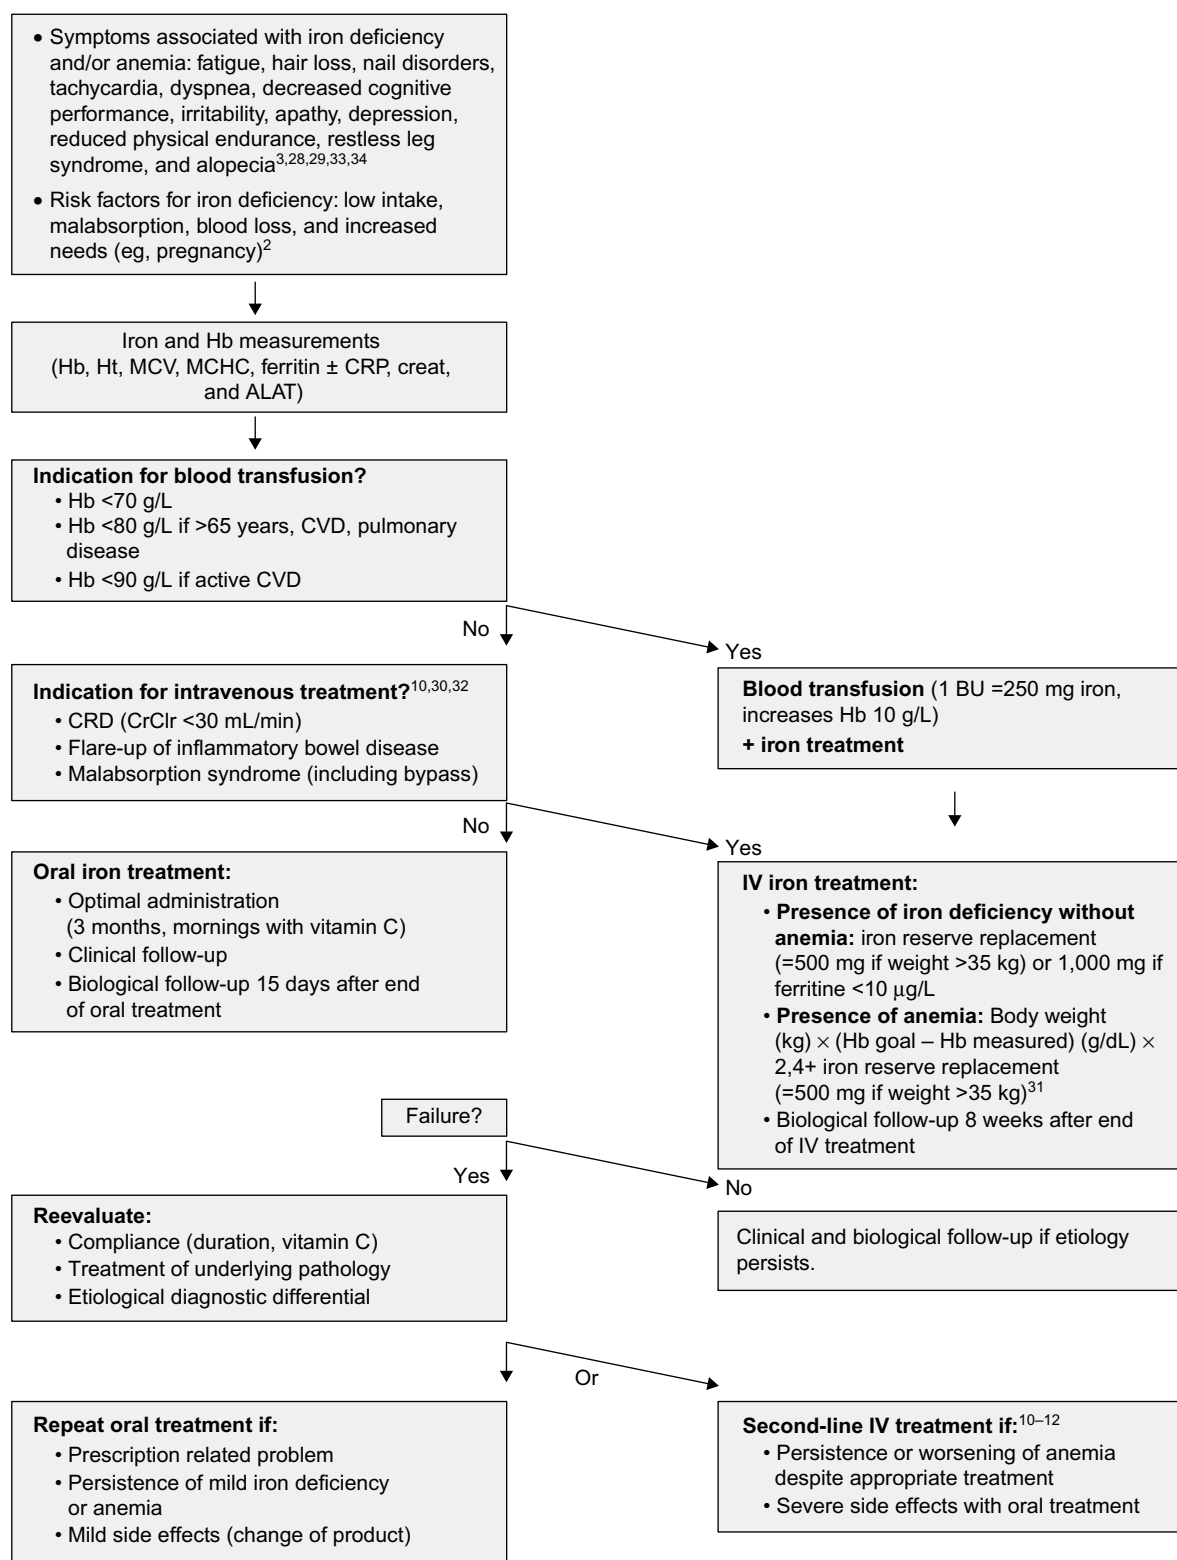 • Symptoms associated with iron deficiency
and/or anemia: fatigue, hair loss, nail disorders,
tachycardia, dyspnea, decreased cognitive
performance, irritability, apathy, depression,
reduced physical endurance, restless leg
syndrome, and alopecia3,28,29,33,34
• Risk factors for iron deficiency: low intake,
malabsorption, blood loss, and increased
needs (eg, pregnancy)2
Iron and Hb measurements
(Hb, Ht, MCV, MCHC, ferritin ± CRP, creat,
and ALAT)
Indication for blood transfusion?
• Hb <70 g/L
• Hb <80 g/L if >65 years, CVD, pulmonary
disease
• Hb <90 g/L if active CVD
No
Yes
Indication for intravenous treatment?10,30,32
• CRD (CrClr <30 mL/min)
• Flare-up of inflammatory bowel disease
• Malabsorption syndrome (including bypass)
Blood transfusion (1 BU =250 mg iron,
increases Hb 10 g/L)
+ iron treatment
No
Yes
Oral iron treatment:
• Optimal administration
(3 months, mornings with vitamin C)
• Clinical follow-up
• Biological follow-up 15 days after end
of oral treatment
IV iron treatment:
• Presence of iron deficiency without
anemia: iron reserve replacement
(=500 mg if weight >35 kg) or 1,000 mg if
ferritine <10 µg/L
• Presence of anemia: Body weight
(kg) × (Hb goal – Hb measured) (g/dL) ×
2,4+ iron reserve replacement
(=500 mg if weight >35 kg)31
• Biological follow-up 8 weeks after end
of IV treatment
Failure?
Yes
No
Reevaluate:
• Compliance (duration, vitamin C)
• Treatment of underlying pathology
• Etiological diagnostic differential
Clinical and biological follow-up if etiology
persists.
Or
Repeat oral treatment if:
• Prescription related problem
• Persistence of mild iron deficiency
or anemia
• Mild side effects (change of product)
Second-line IV treatment if:10–12
• Persistence or worsening of anemia
despite appropriate treatment
• Severe side effects with oral treatment